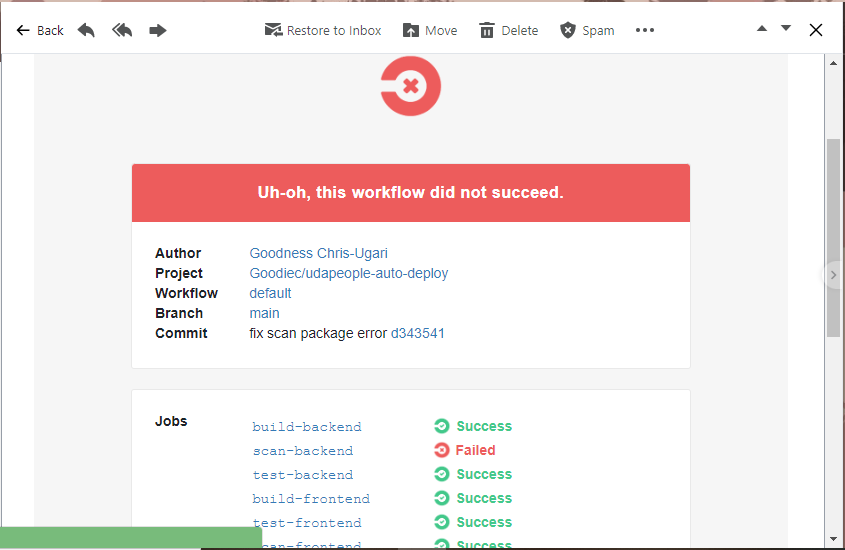 Back Restore to Inbox Move Delete Spam
Uh-oh, this workflow did not succeed.
Author Goodness Chris-Ugari
Project Goodiec/udapeople-auto-deploy
Workflow default
Branch main
Commit fix scan package error d343541
Jobs build-backend Success
scan-backend Failed
test-backend Success
build-frontend Success
test-frontend Success
scan-frontend Success